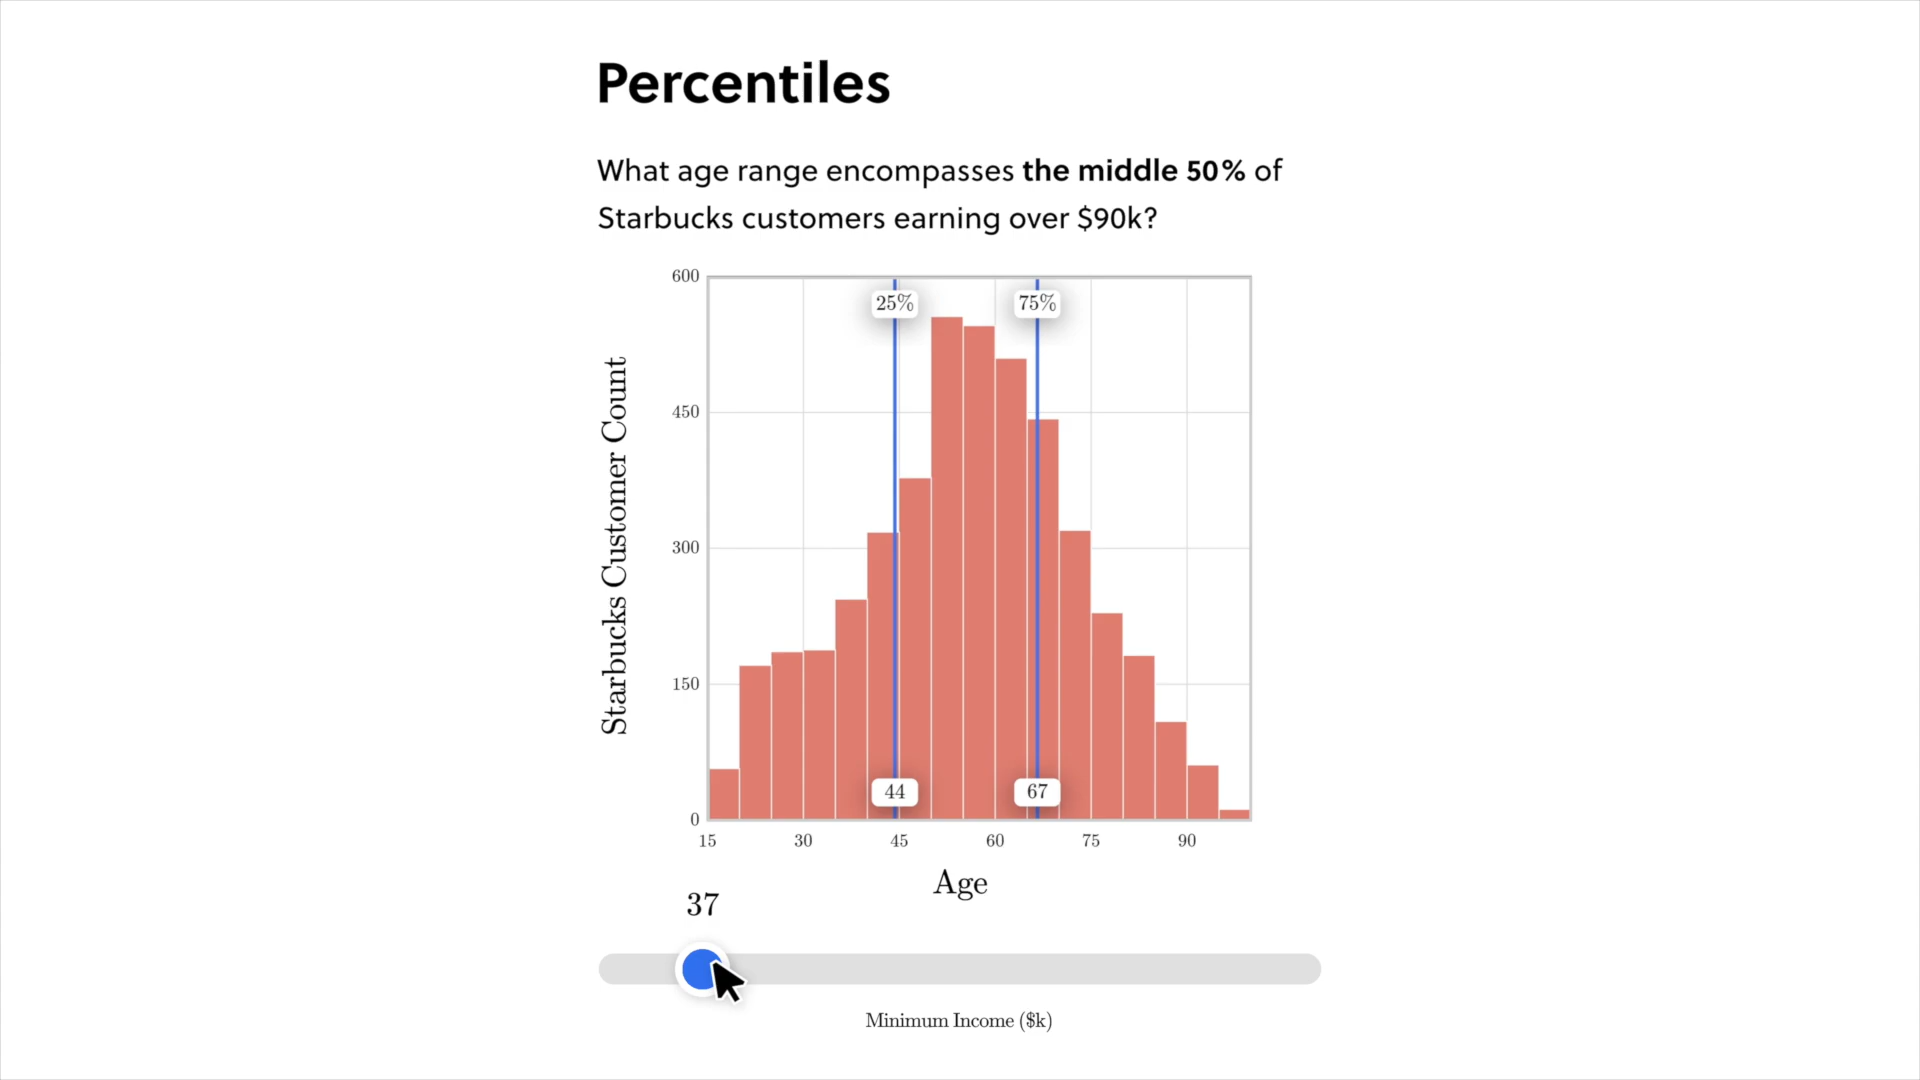 Percentiles
What age range encompasses the middle 50% of
Starbucks customers earning over $90k?
600
450
300
150
0
Starbucks Customer Count
25%
75%
44
67
15 30 45 60 75 90
Age
37
Minimum Income ($k)